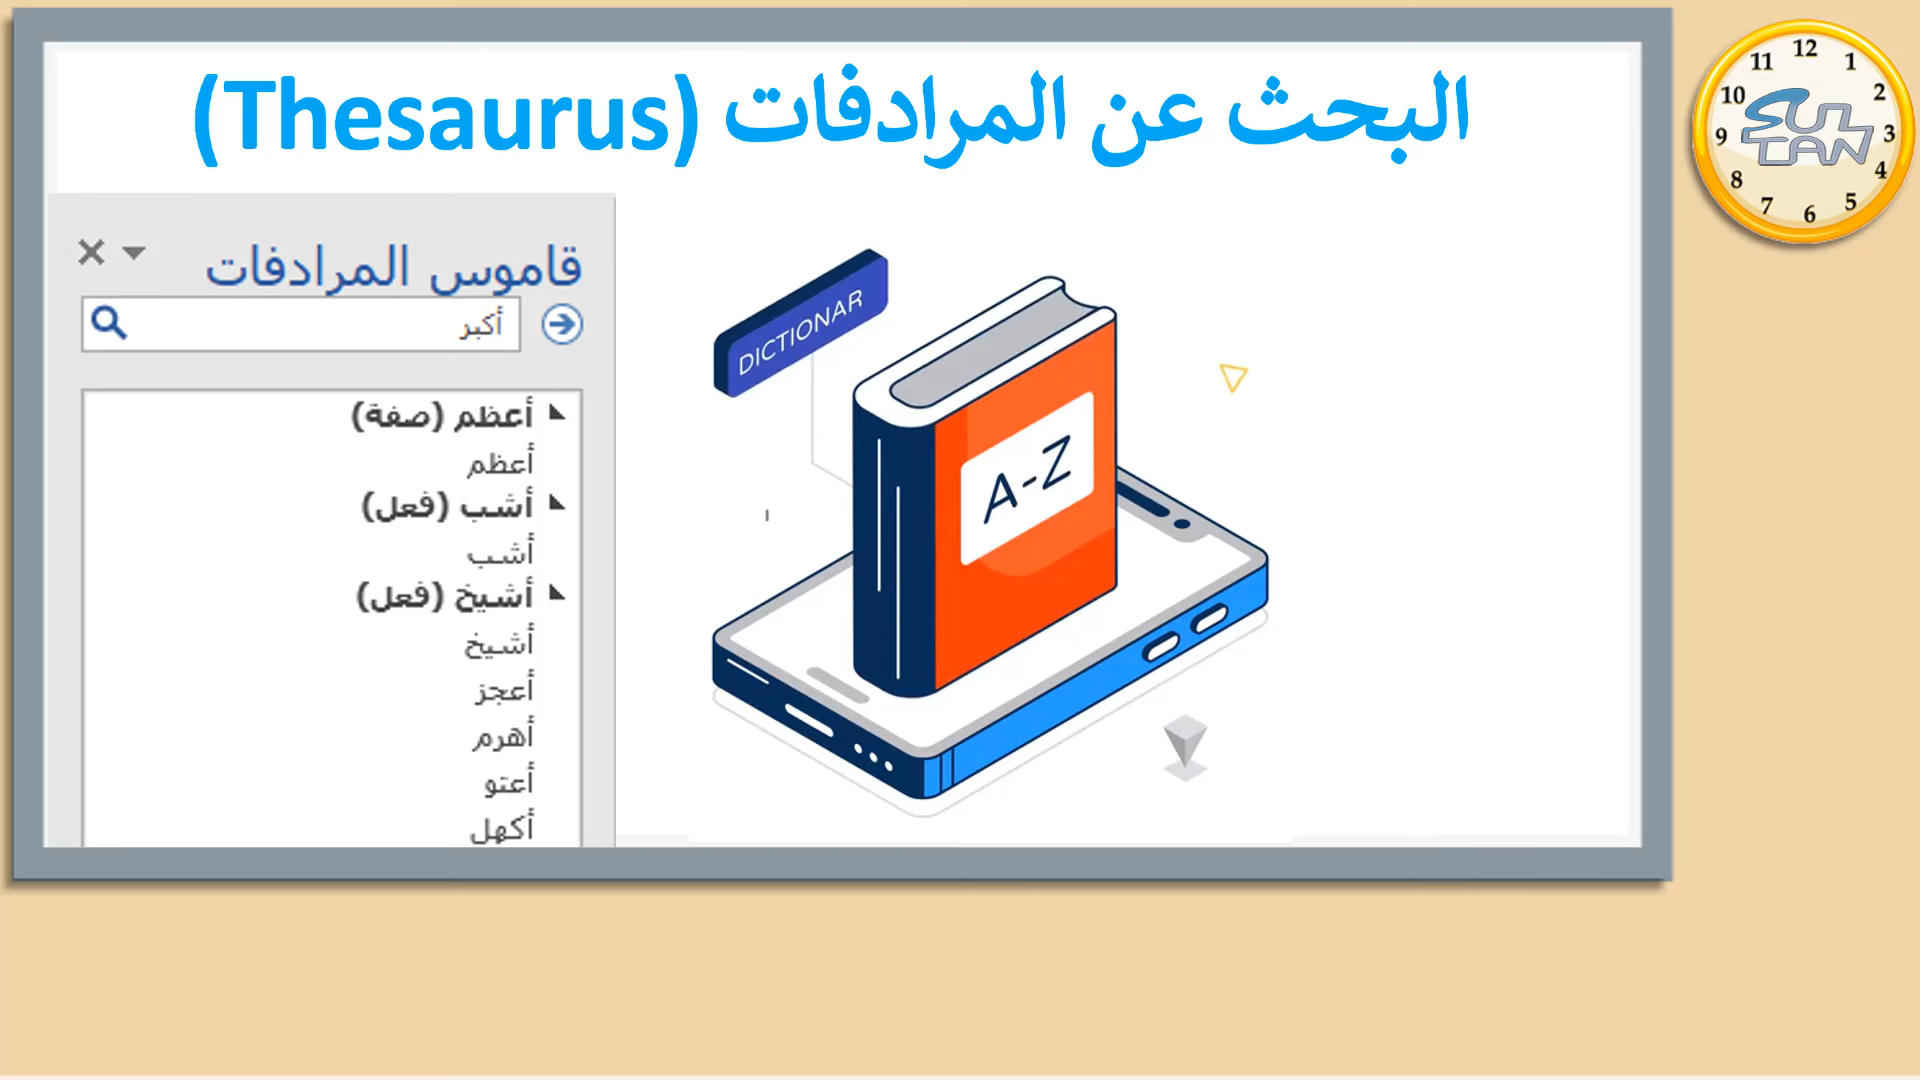 البحث عن المرادفات (Thesaurus)
قاموس المرادفات
أكبر
أعظم (صفة)
أعظم
أشب (فعل)
أشب
أشيخ (فعل)
أشيخ
أعجز
أهرم
أعتو
أكهل
DICTIONAR
A-Z
12
1
2
3
4
5
6
7
8
9
10
11
SULTAN